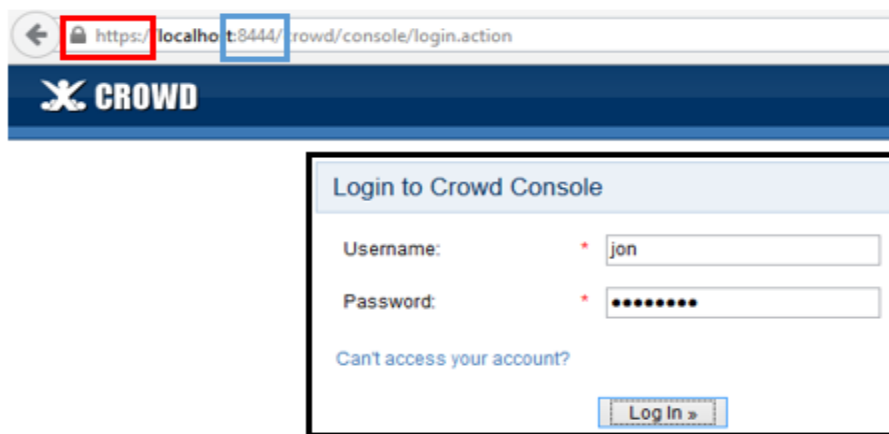 https://localhost:8444/crowd/console/login.action
CROWD
Login to Crowd Console
Username: * jon
Password: * ••••••••
Can't access your account?
Log In »